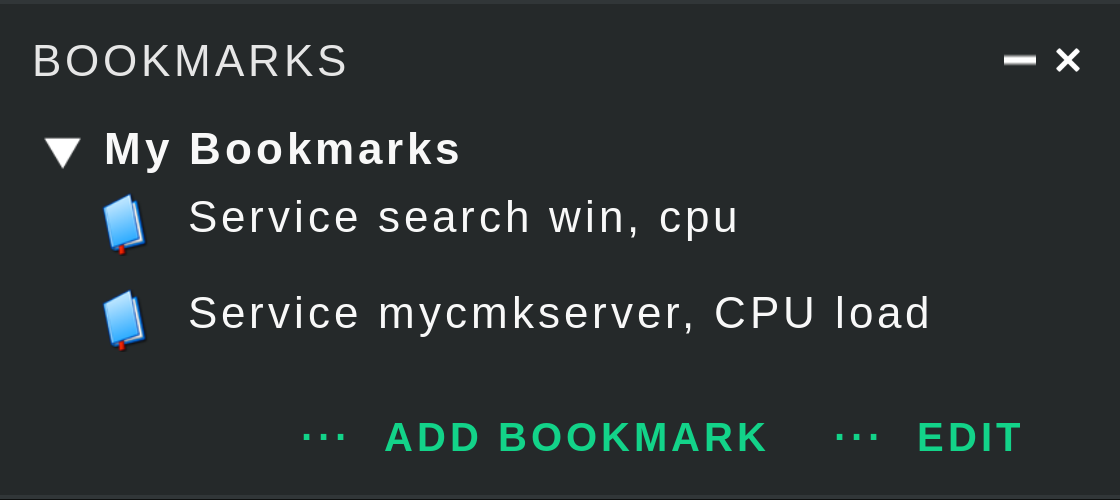 BOOKMARKS
My Bookmarks
Service search win, cpu
Service mycmkserver, CPU load
··· ADD BOOKMARK ··· EDIT